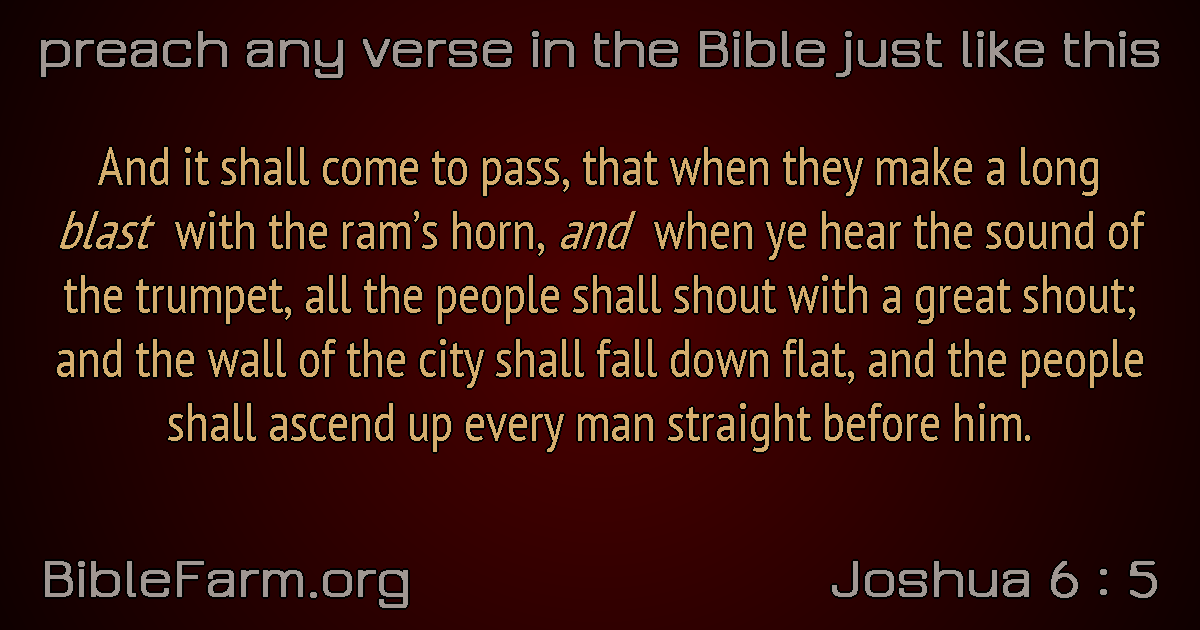 preach any verse in the Bible just like this
And it shall come to pass, that when they make a long
blast with the ram’s horn, and when ye hear the sound of
the trumpet, all the people shall shout with a great shout;
and the wall of the city shall fall down flat, and the people
shall ascend up every man straight before him.
BibleFarm.org
Joshua 6 : 5